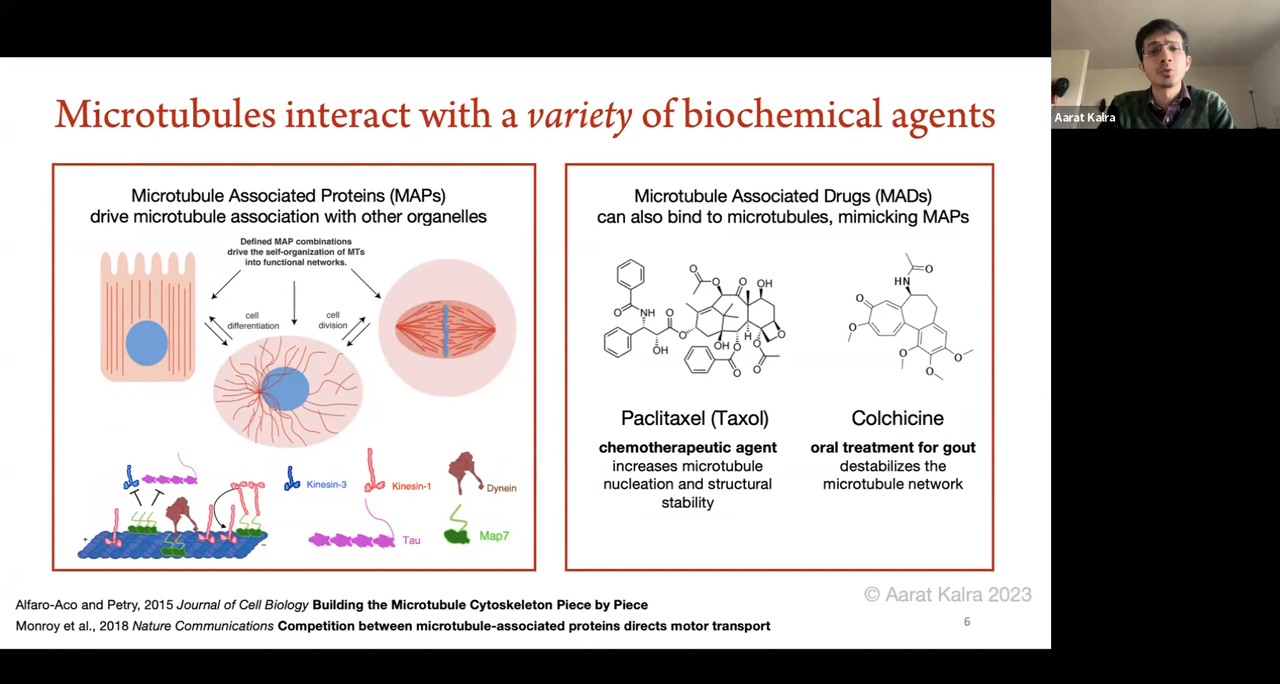 Microtubules interact with a variety of biochemical agents
Aarat Kalra
Microtubule Associated Proteins (MAPs)
drive microtubule association with other organelles
Defined MAP combinations
drive the self-organization of MTs
into functional networks.
cell
differentiation
cell
division
Kinesin-3
Kinesin-1
Dynein
Tau
Map7
+
−
Microtubule Associated Drugs (MADs)
can also bind to microtubules, mimicking MAPs
O
O
O
OH
O
NH
O
O
OH
OH
O
H
O
O
O
O
O
HN
O
O
O
O
O
Paclitaxel (Taxol)
chemotherapeutic agent
increases microtubule
nucleation and structural
stability
Colchicine
oral treatment for gout
destabilizes the
microtubule network
© Aarat Kalra 2023
Alfaro-Aco and Petry, 2015 Journal of Cell Biology Building the Microtubule Cytoskeleton Piece by Piece
Monroy et al., 2018 Nature Communications Competition between microtubule-associated proteins directs motor transport
6